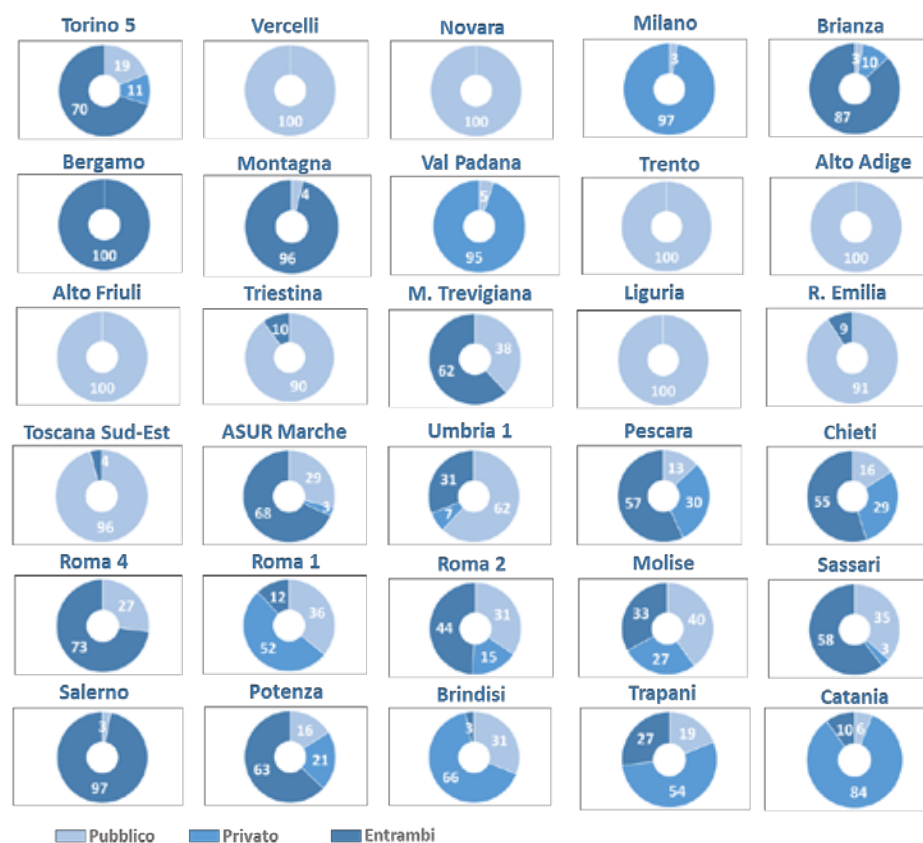 Torino 5 Vercelli Novara Milano Brianza
19 11 70
100
100
3 97
3 10 87
Bergamo Montagna Val Padana Trento Alto Adige
100
4 96
5 95
100
100
Alto Friuli Triestina M. Trevigiana Liguria R. Emilia
100
10 90
38 62
100
9 91
Toscana Sud-Est ASUR Marche Umbria 1 Pescara Chieti
4 96
29 3 68
31 7 62
13 30 57
16 29 55
Roma 4 Roma 1 Roma 2 Molise Sassari
27 73
12 36 52
31 15 44
33 40 27
35 3 58
Salerno Potenza Brindisi Trapani Catania
3 97
16 21 63
3 31 66
27 19 54
10 6 84
Pubblico Privato Entrambi